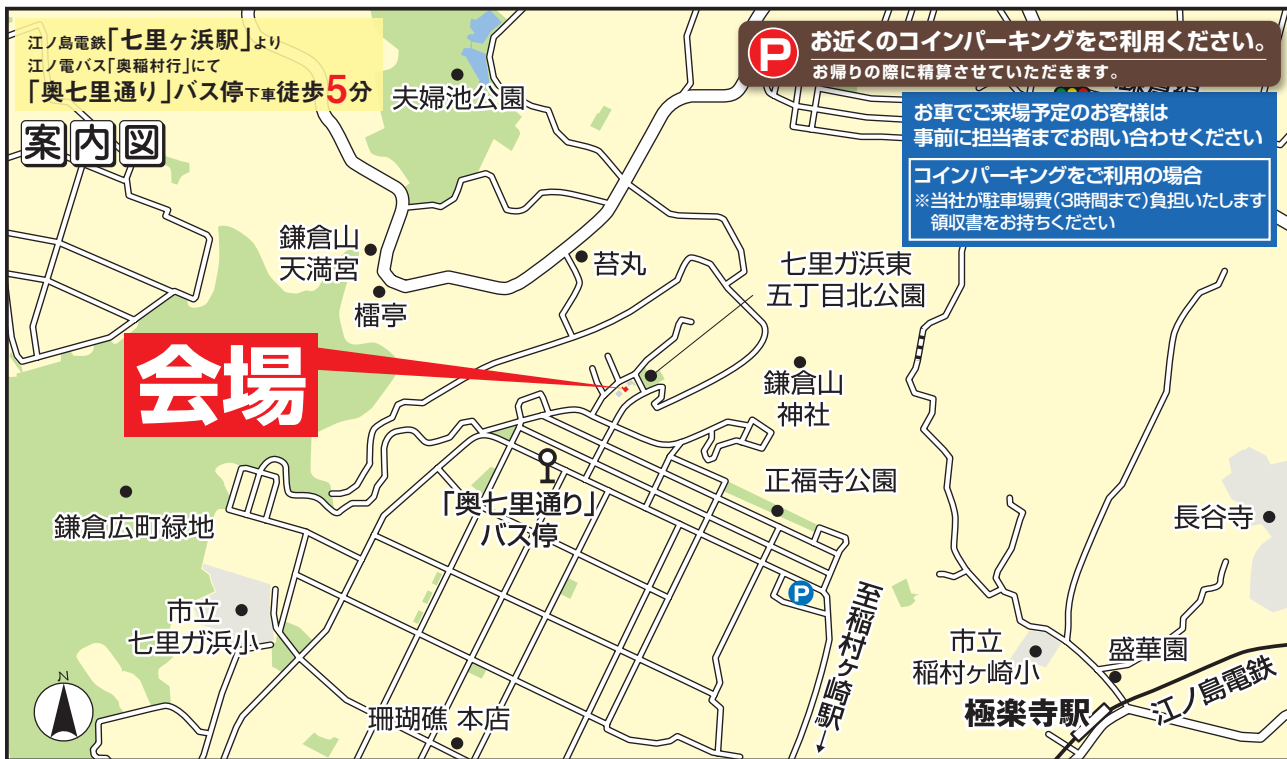 江ノ島電鉄「七里ヶ浜駅」より
江ノ電バス「奥稲村行」にて
「奥七里通り」バス停下車徒歩5分
案内図
P お近くのコインパーキングをご利用ください。
お帰りの際に精算させていただきます。
お車でご来場予定のお客様は
事前に担当者までお問い合わせください
コインパーキングをご利用の場合
※当社が駐車場費(3時間まで)負担いたします
領収書をお持ちください
夫婦池公園
鎌倉山
天満宮
苔丸
七里ガ浜東
五丁目北公園
檑亭
会場
鎌倉山
神社
「奥七里通り」
バス停
正福寺公園
鎌倉広町緑地
長谷寺
P
至稲村ヶ崎駅→
市立
七里ガ浜小
市立
稲村ヶ崎小
盛華園
N
珊瑚礁 本店
極楽寺駅
江ノ島電鉄